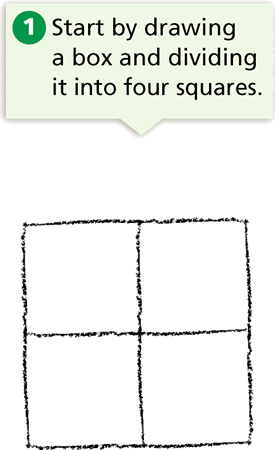 1 Start by drawing
a box and dividing
it into four squares.